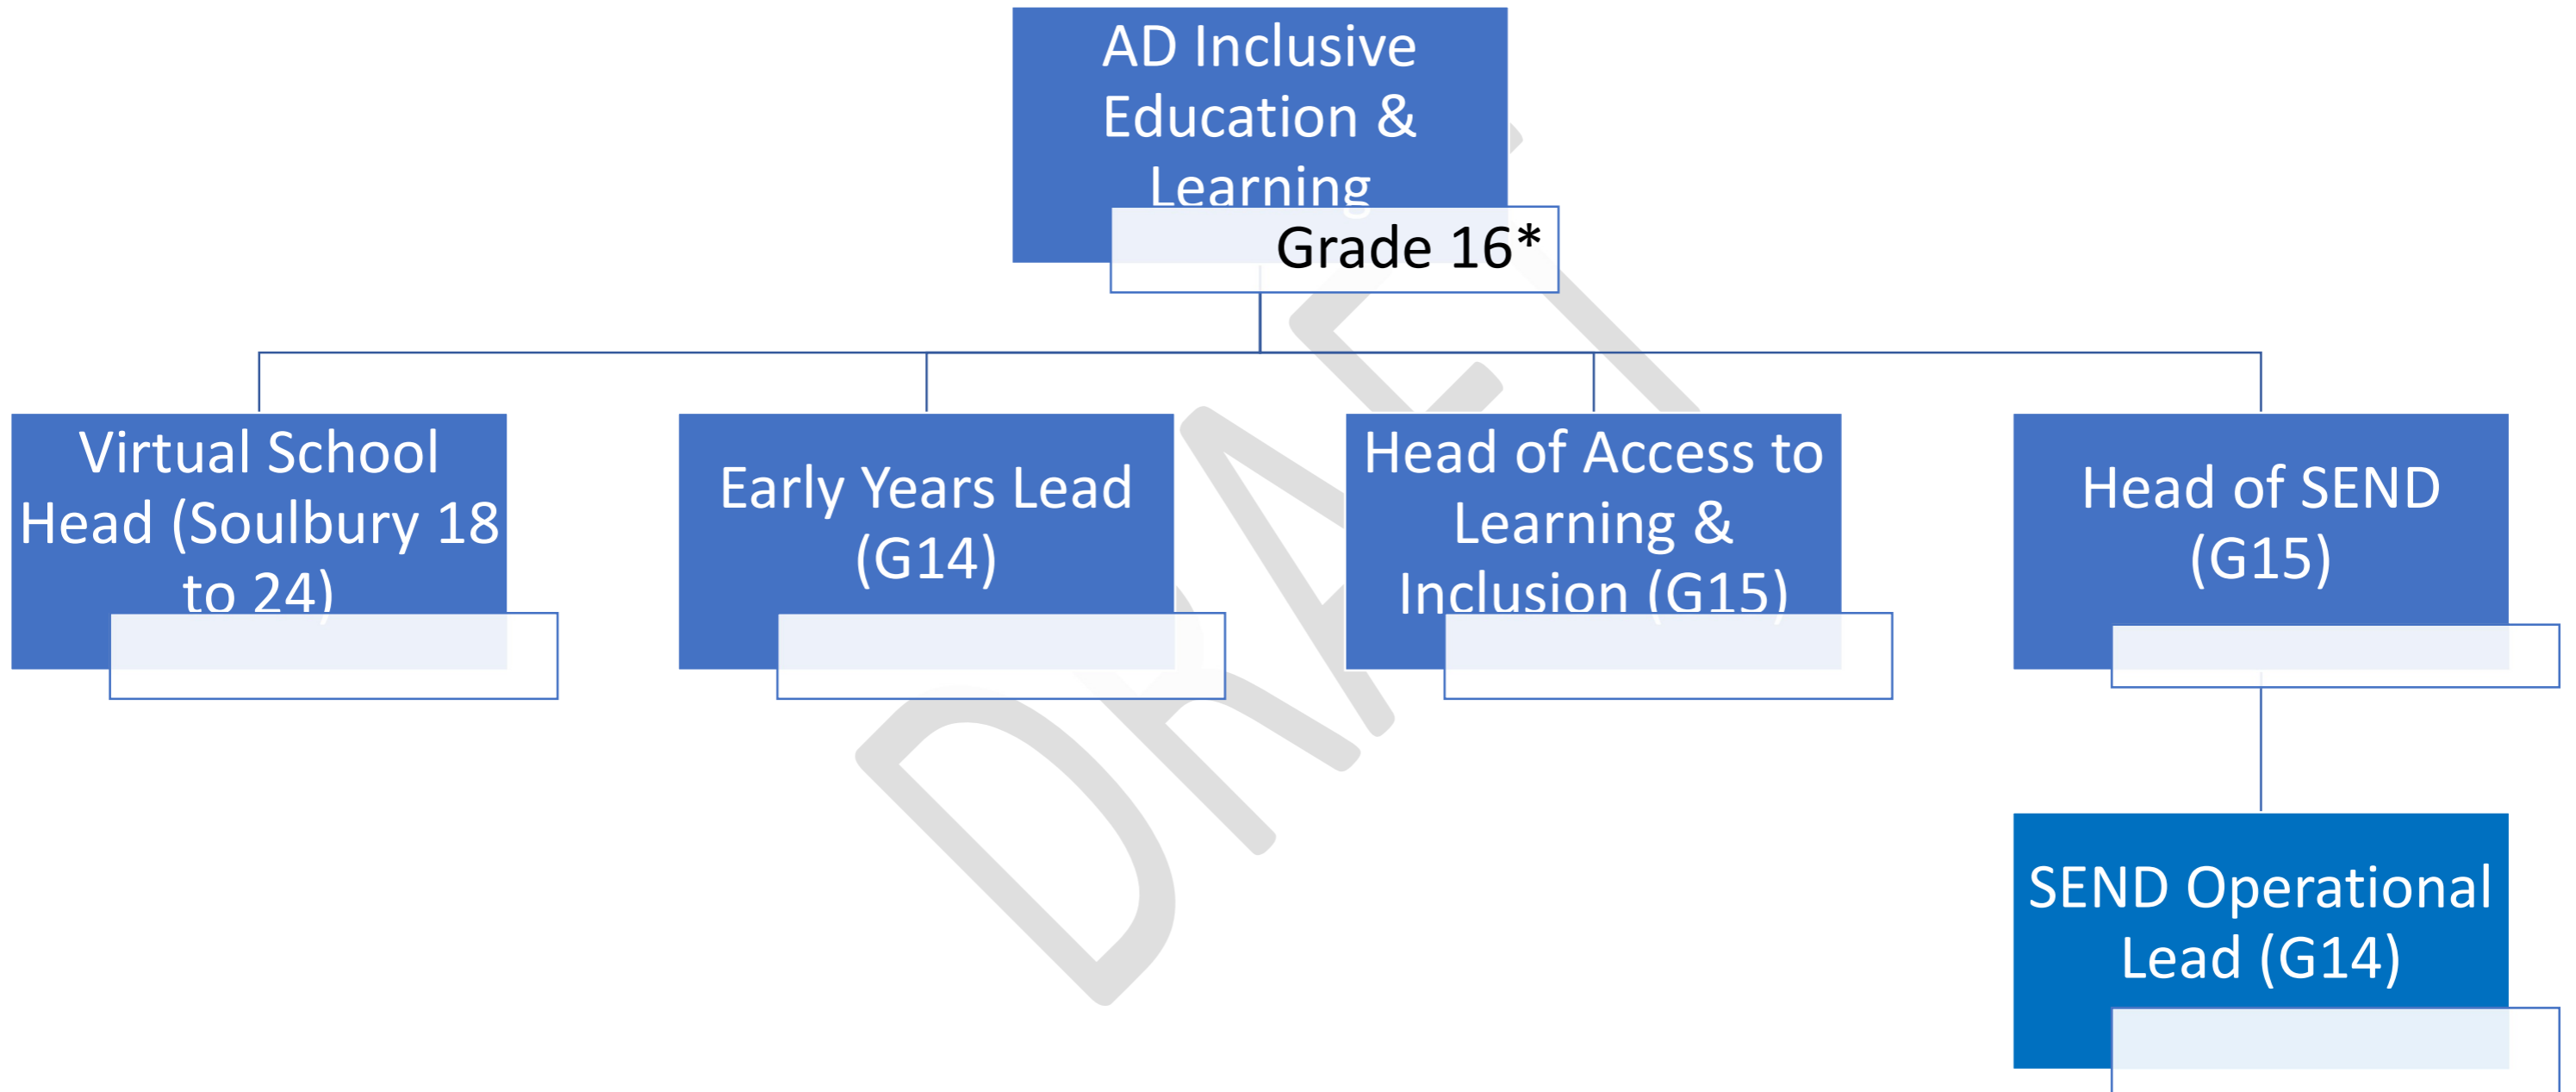 AD Inclusive
Education &
Learning
Grade 16*
Virtual School
Head (Soulbury 18
to 24)
Early Years Lead
(G14)
Head of Access to
Learning &
Inclusion (G15)
Head of SEND
(G15)
SEND Operational
Lead (G14)
DRAFT